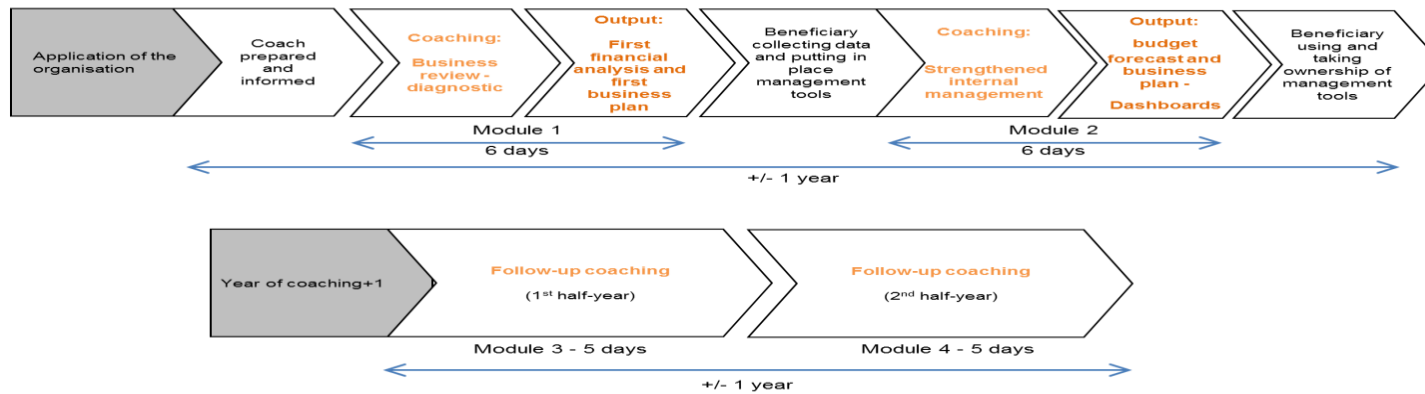 Application of the
organisation
Coach
prepared
and
informed
Coaching:
Business
review -
diagnostic
Output:
First
financial
analysis and
first
business
plan
Beneficiary
collecting data
and putting in
place
management
tools
Coaching:
Strengthened
internal
management
Output:
budget
forecast and
business
plan -
Dashboards
Beneficiary
using and
taking
ownership of
management
tools
Module 1
6 days
Module 2
6 days
+/- 1 year
Year of coaching+1
Follow-up coaching
(1st half-year)
Follow-up coaching
(2nd half-year)
Module 3 - 5 days
Module 4 - 5 days
+/- 1 year